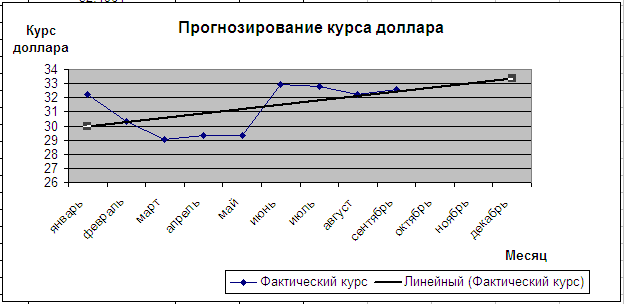 Прогнозирование курса доллара
Курс
доллара
34
33
32
31
30
29
28
27
26
январь
февраль
март
апрель
май
июнь
июль
август
сентябрь
октябрь
ноябрь
декабрь
Месяц
Фактический курс
Линейный (Фактический курс)